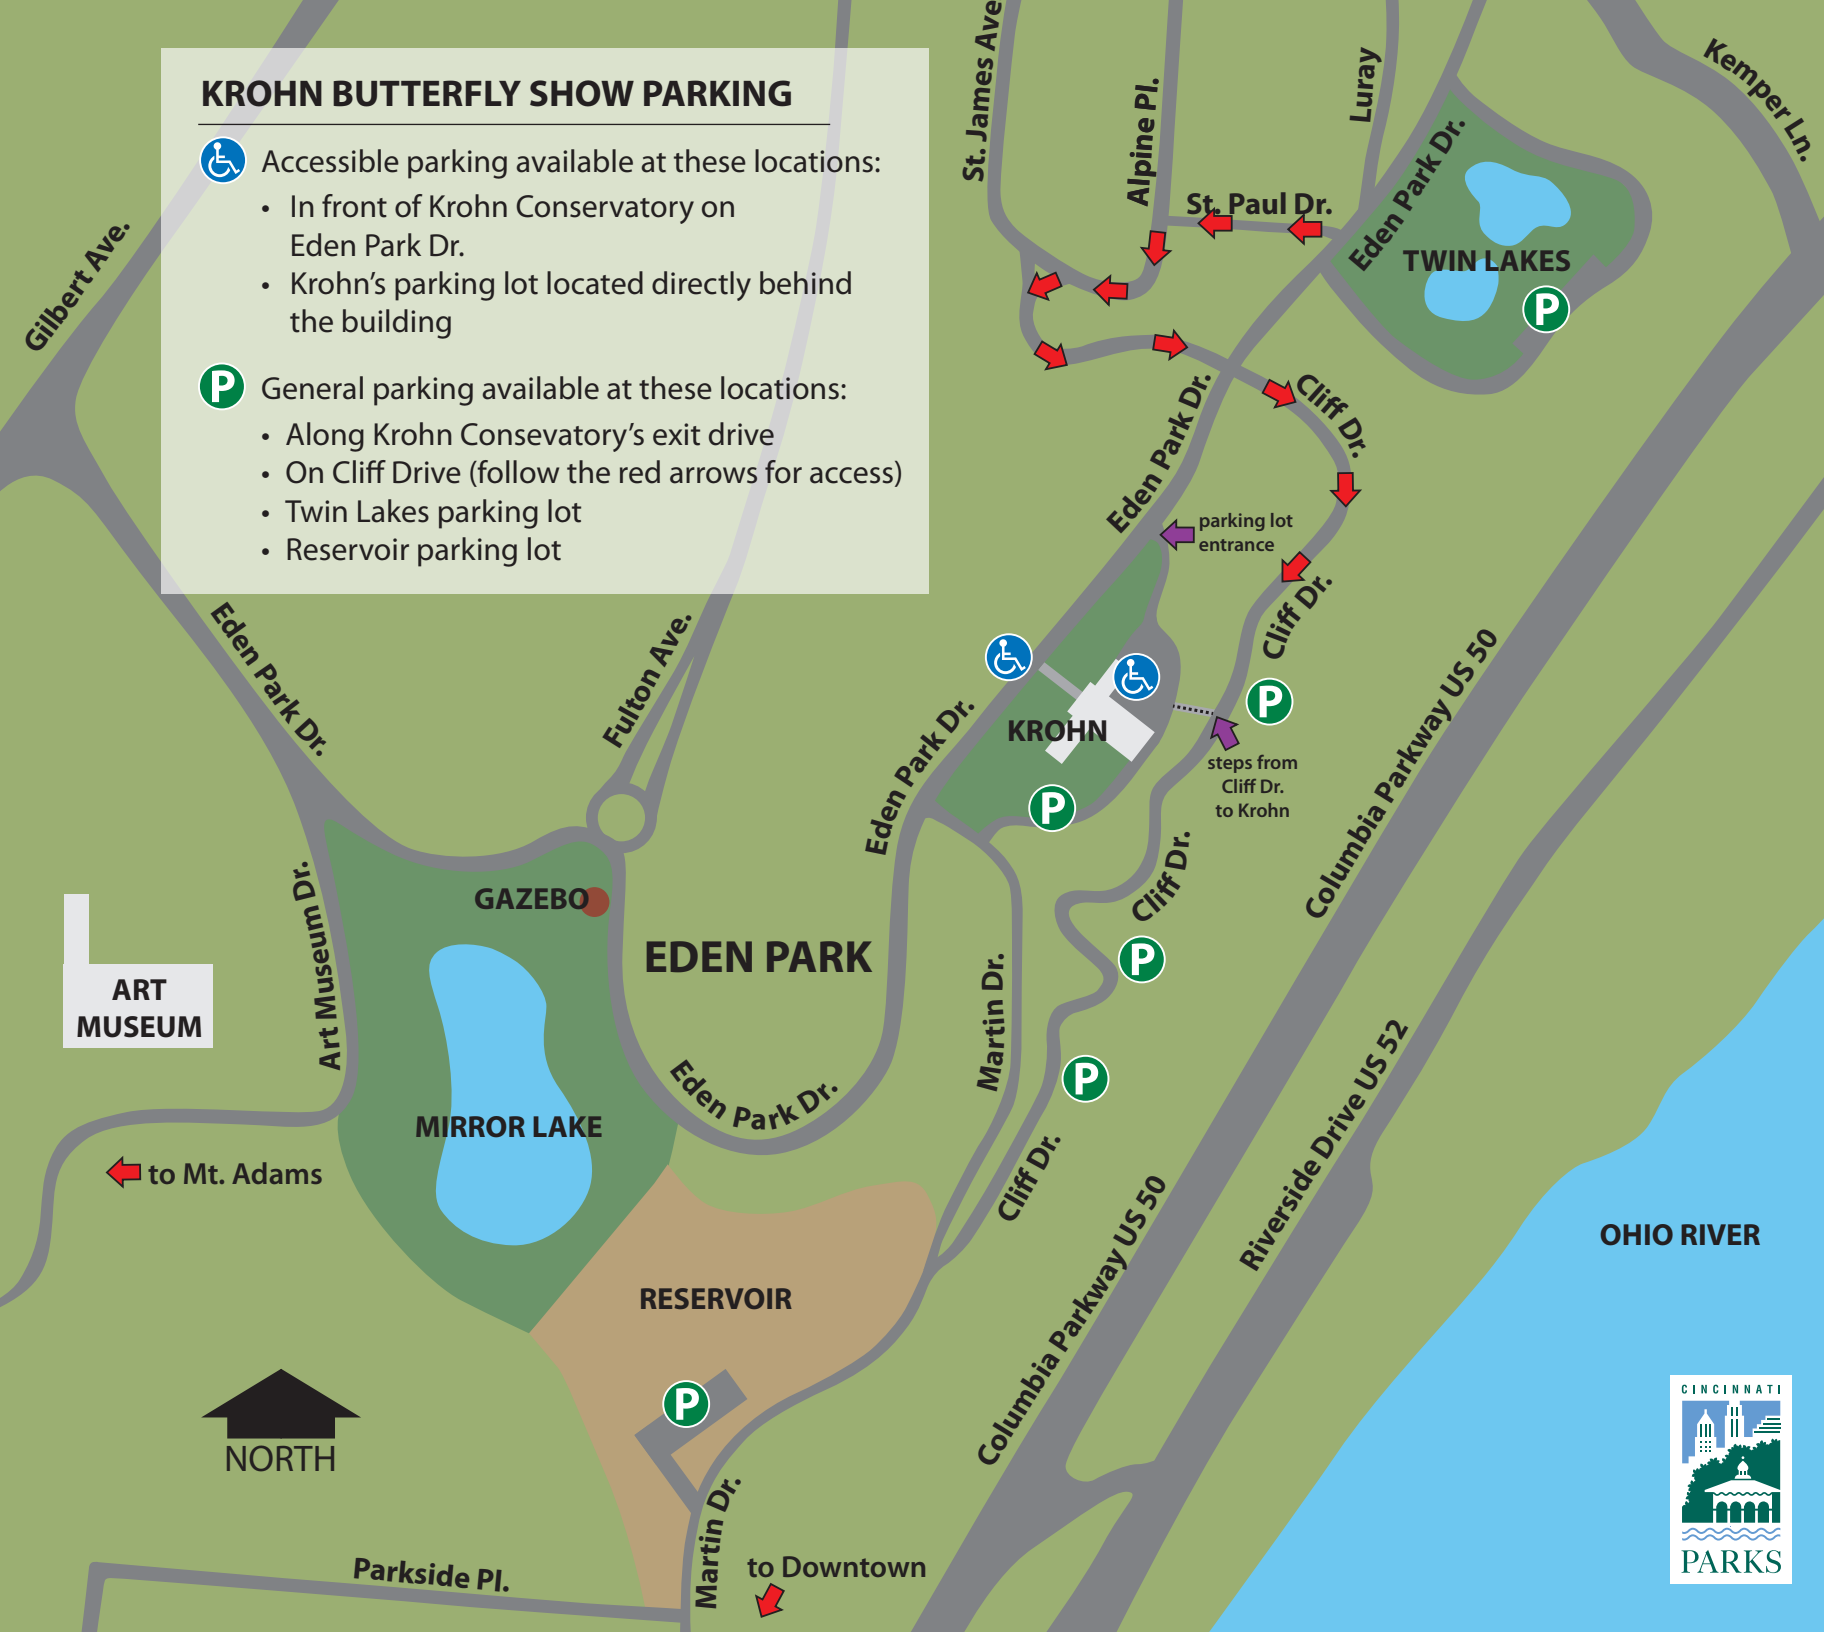 KROHN BUTTERFLY SHOW PARKING
Accessible parking available at these locations:
• In front of Krohn Conservatory on
Eden Park Dr.
• Krohn's parking lot located directly behind
the building
P General parking available at these locations:
• Along Krohn Consevatory's exit drive
• On Cliff Drive (follow the red arrows for access)
• Twin Lakes parking lot
• Reservoir parking lot
St. James Ave
Alpine Pl.
Luray
Kemper Ln.
St. Paul Dr.
Eden Park Dr.
TWIN LAKES
P
Gilbert Ave.
Cliff Dr.
Eden Park Dr.
parking lot
entrance
Cliff Dr.
Eden Park Dr.
Fulton Ave.
Eden Park Dr.
KROHN
P
P
steps from
Cliff Dr.
to Krohn
Columbia Parkway US 50
Cliff Dr.
Art Museum Dr.
GAZEBO
EDEN PARK
P
ART
MUSEUM
Martin Dr.
P
Eden Park Dr.
MIRROR LAKE
to Mt. Adams
Cliff Dr.
Riverside Drive US 52
OHIO RIVER
RESERVOIR
Columbia Parkway US 50
P
NORTH
Martin Dr.
Parkside Pl.
to Downtown
CINCINNATI
PARKS